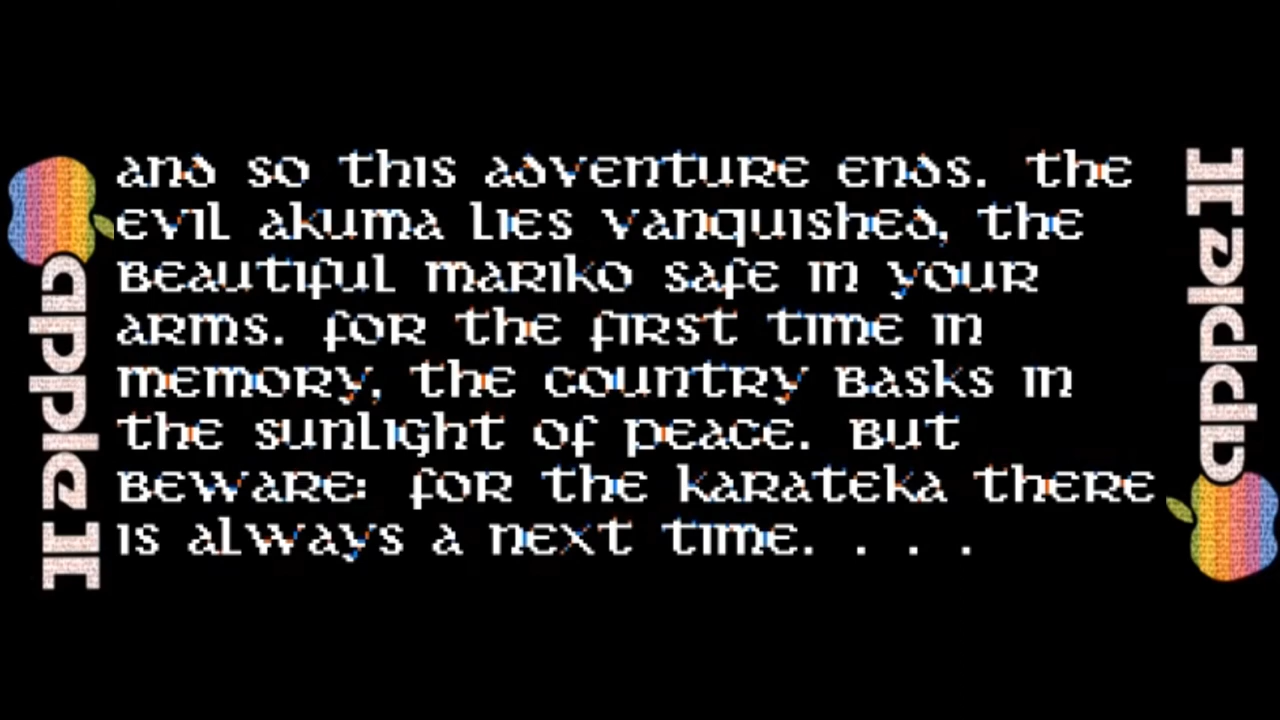 apple ][
and so this adventure ends.  the
evil akuma lies vanquished, the
beautiful mariko safe in your
arms.  for the first time in
memory, the country basks in
the sunlight of peace.  but
beware:  for the karateka there
is always a next time. . . .
apple ][